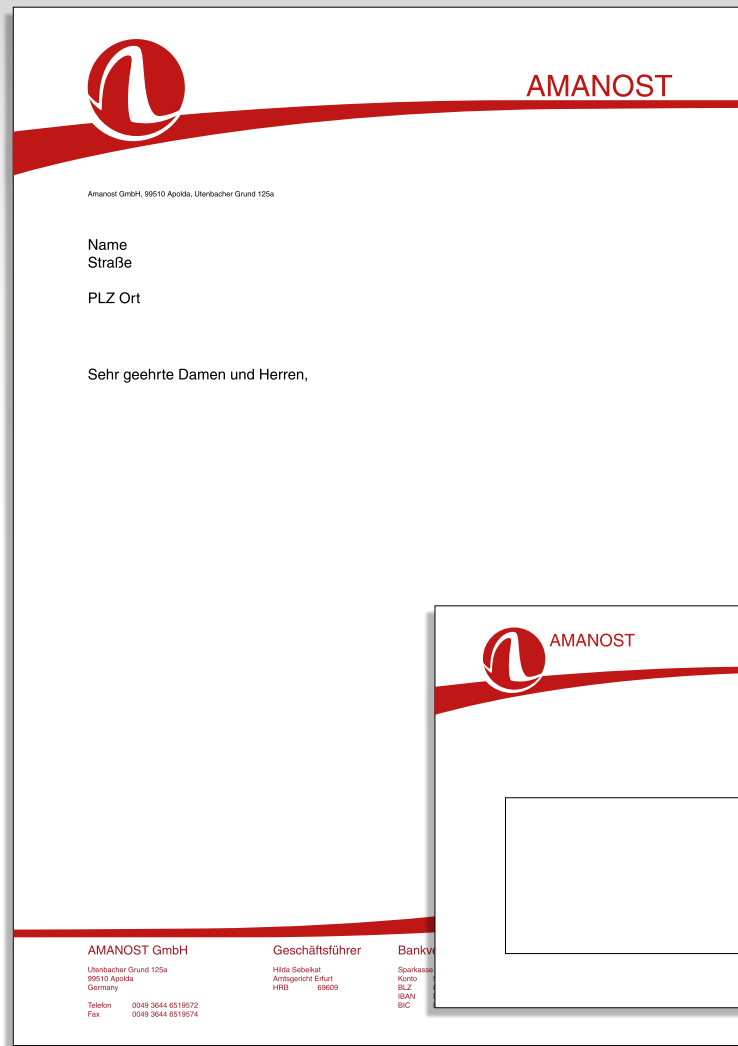 AMANOST
Amanost GmbH, 99510 Apolda, Utenbacher Grund 125a
Name
Straße
PLZ Ort
Sehr geehrte Damen und Herren,
AMANOST
AMANOST GmbH
Utenbacher Grund 125a
99510 Apolda
Germany
Telefon 0049 3644 6519572
Fax 0049 3644 6519574
Geschäftsführer
Hilda Sebeikat
Amtsgericht Erfurt
HRB 69609
Sparkasse
Konto
BLZ
IBAN
BIC